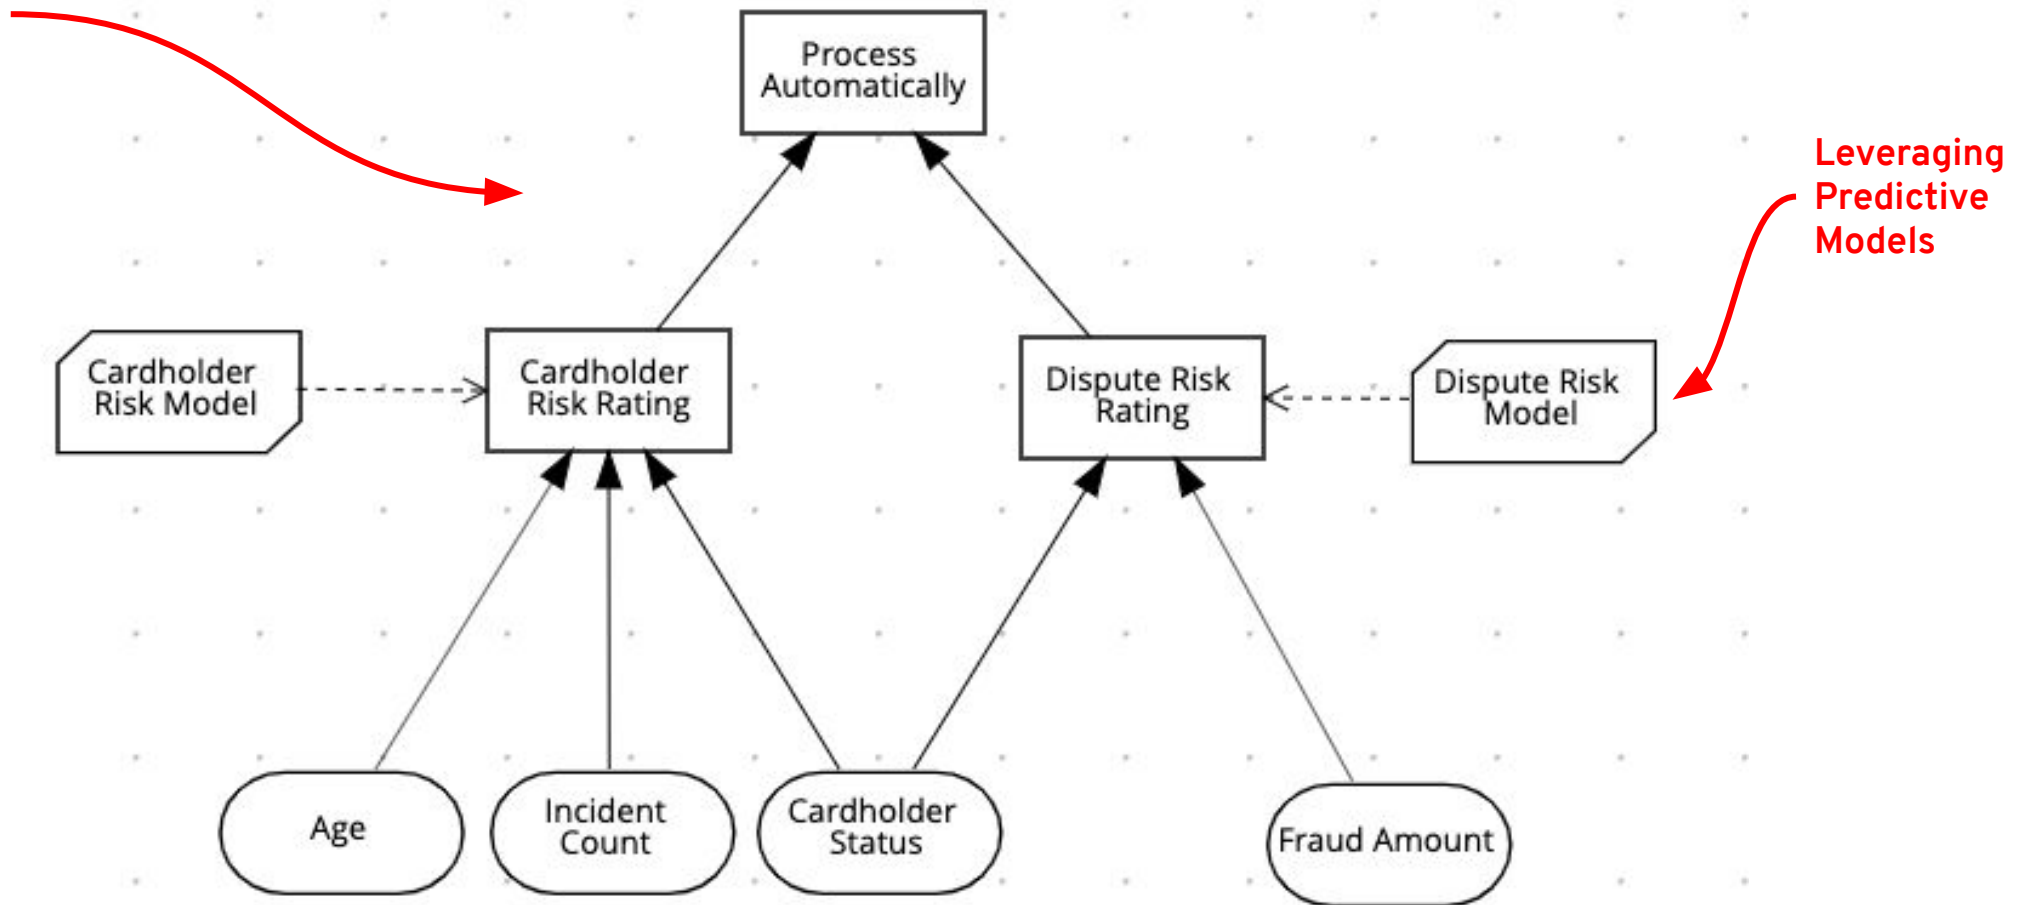 Process
Automatically
Leveraging
Predictive
Models
Cardholder
Risk Model
Cardholder
Risk Rating
Dispute Risk
Rating
Dispute Risk
Model
Age
Incident
Count
Cardholder
Status
Fraud Amount